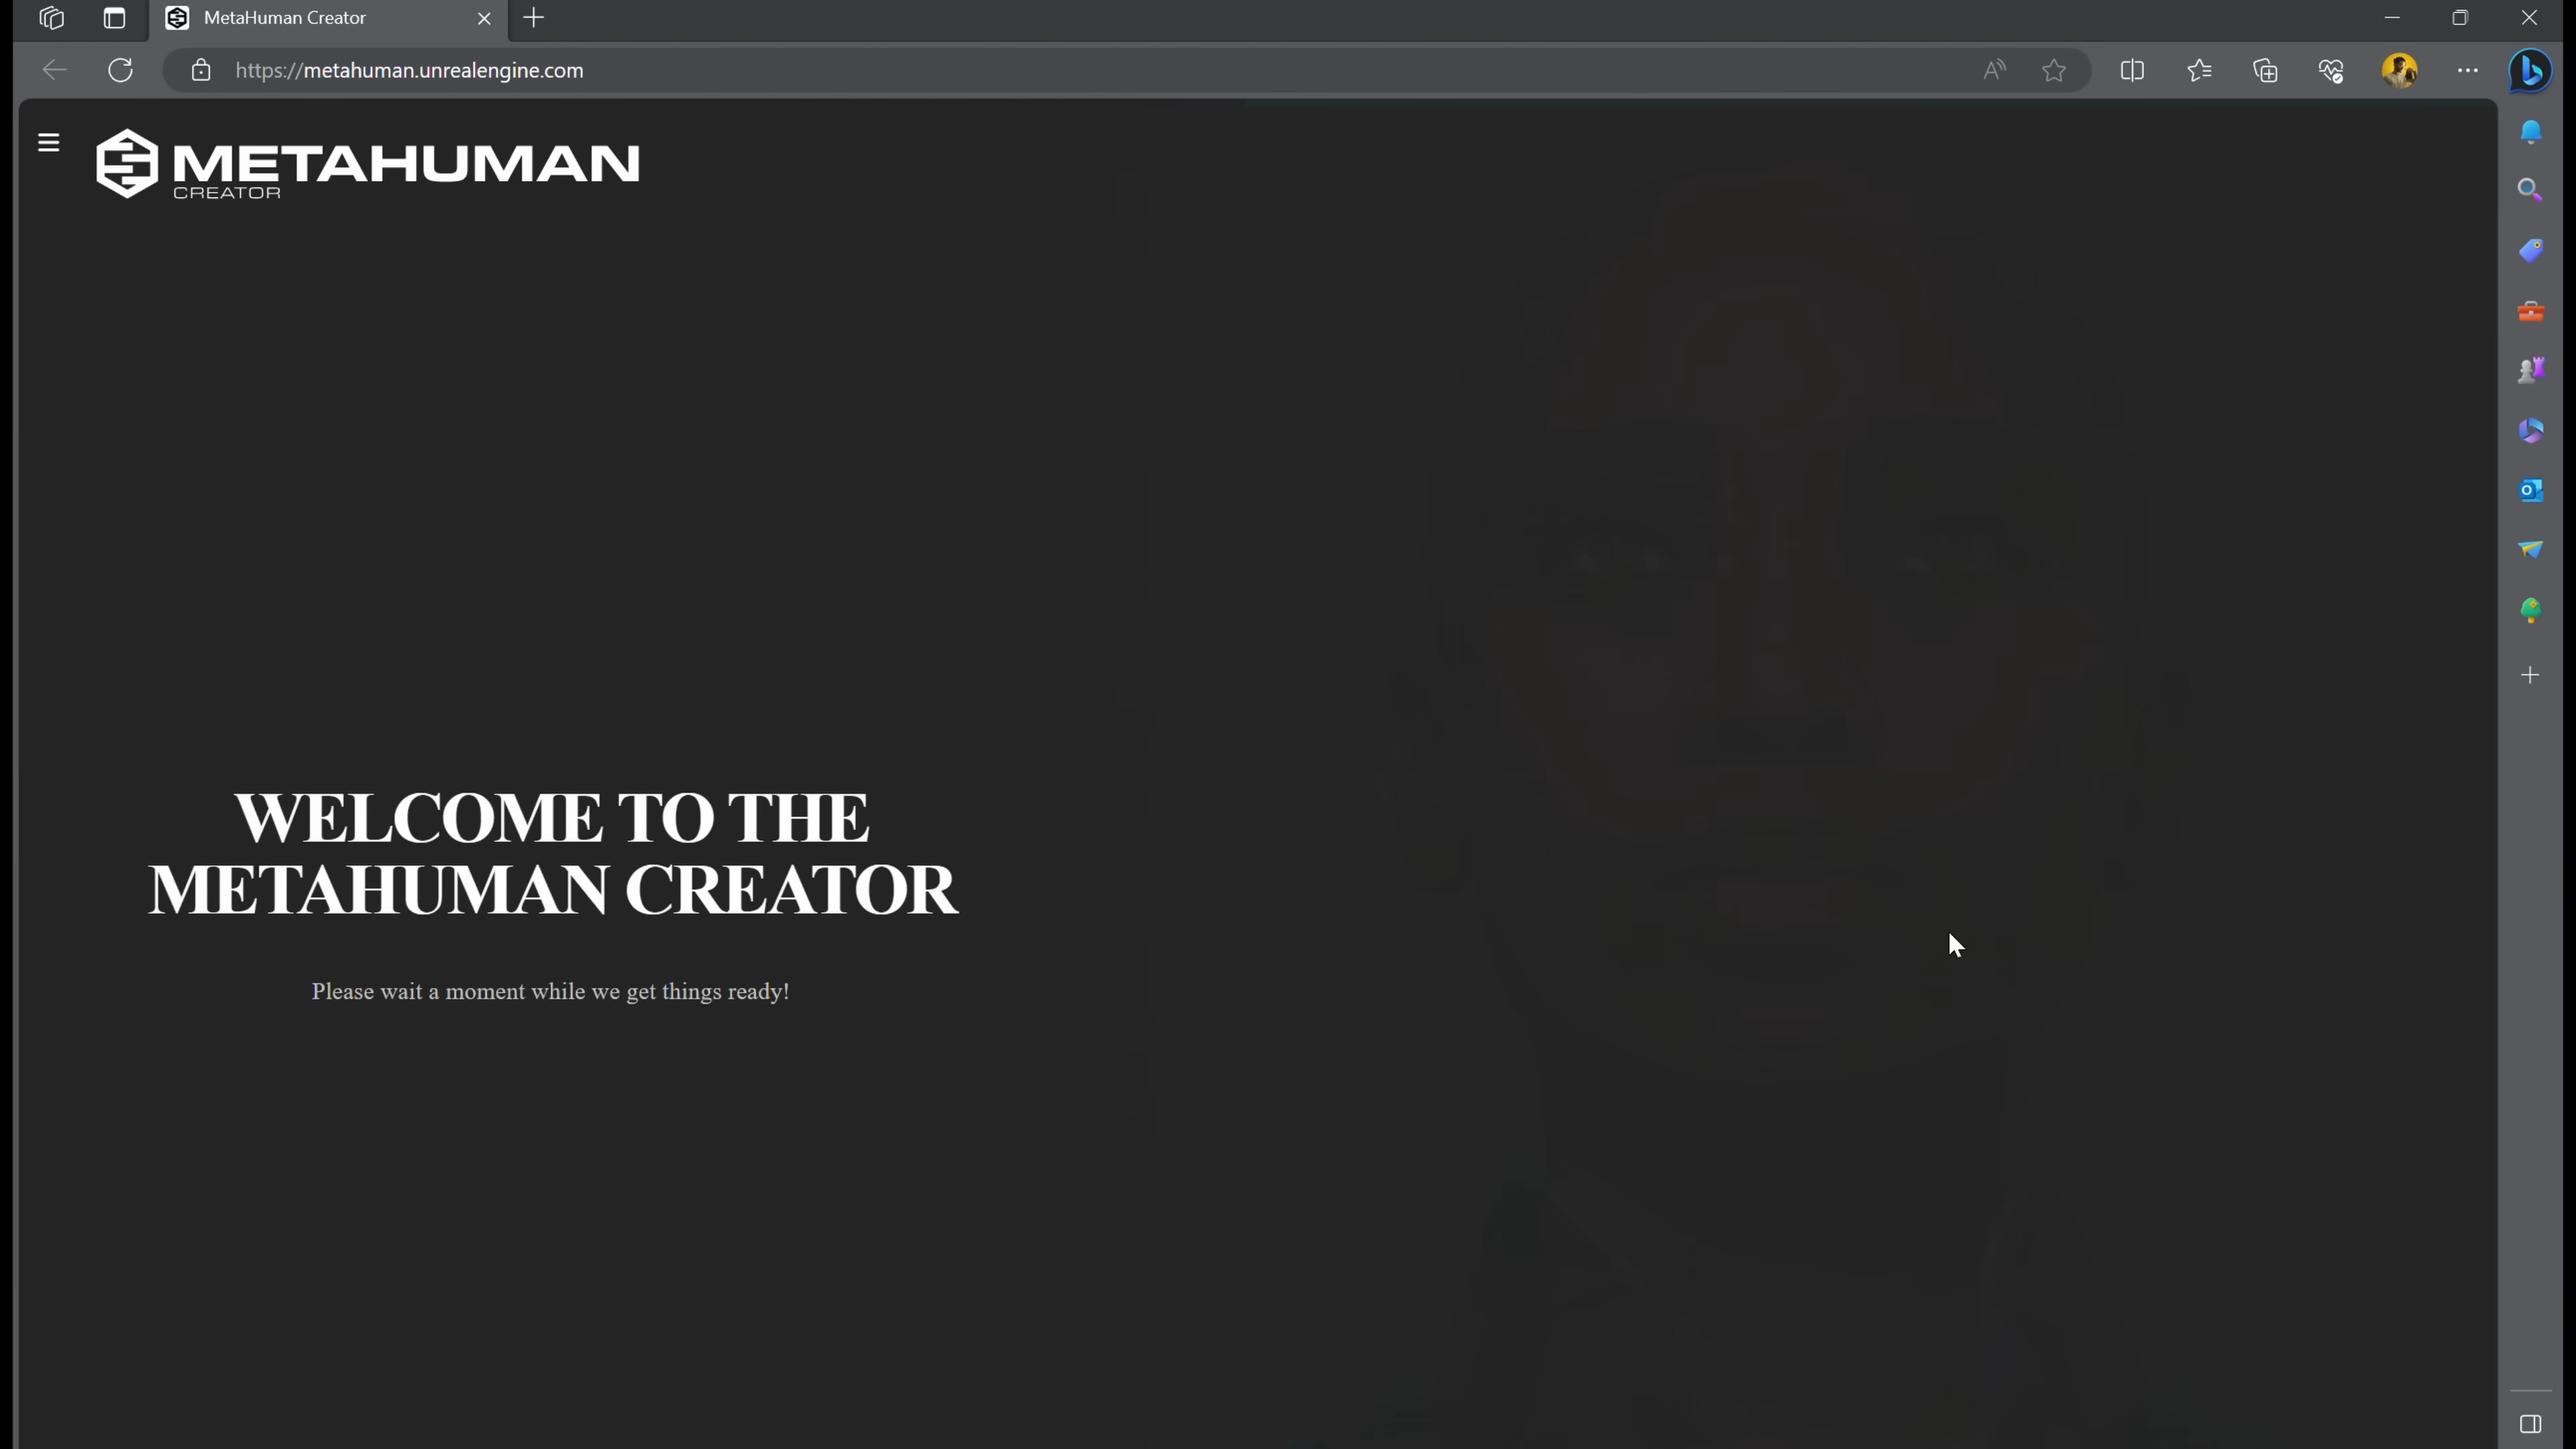 MetaHuman Creator
https://metahuman.unrealengine.com
METAHUMAN
CREATOR
WELCOME TO THE
METAHUMAN CREATOR
Please wait a moment while we get things ready!